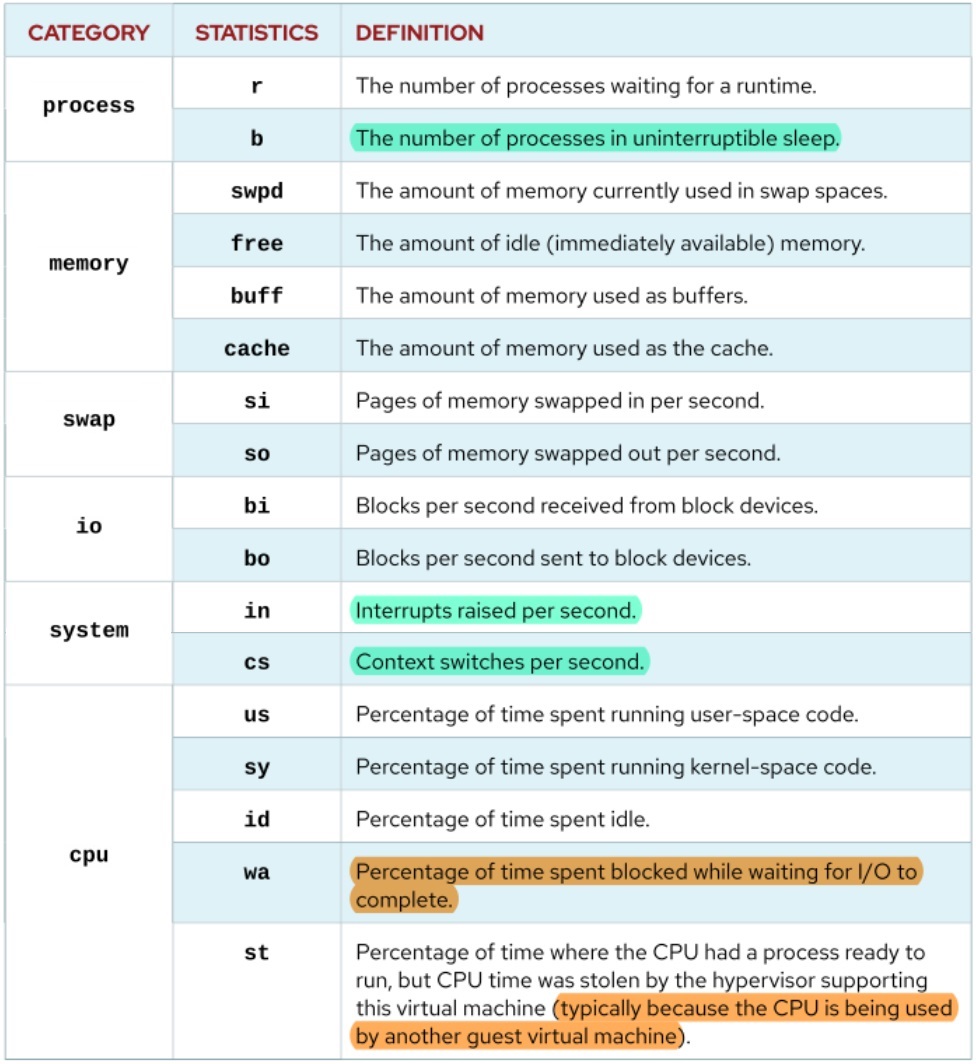 CATEGORY STATISTICS DEFINITION
process
r The number of processes waiting for a runtime.
b The number of processes in uninterruptible sleep.
memory
swpd The amount of memory currently used in swap spaces.
free The amount of idle (immediately available) memory.
buff The amount of memory used as buffers.
cache The amount of memory used as the cache.
swap
si Pages of memory swapped in per second.
so Pages of memory swapped out per second.
io
bi Blocks per second received from block devices.
bo Blocks per second sent to block devices.
system
in Interrupts raised per second.
cs Context switches per second.
cpu
us Percentage of time spent running user-space code.
sy Percentage of time spent running kernel-space code.
id Percentage of time spent idle.
wa Percentage of time spent blocked while waiting for I/O to
complete.
st Percentage of time where the CPU had a process ready to
run, but CPU time was stolen by the hypervisor supporting
this virtual machine (typically because the CPU is being used
by another guest virtual machine).